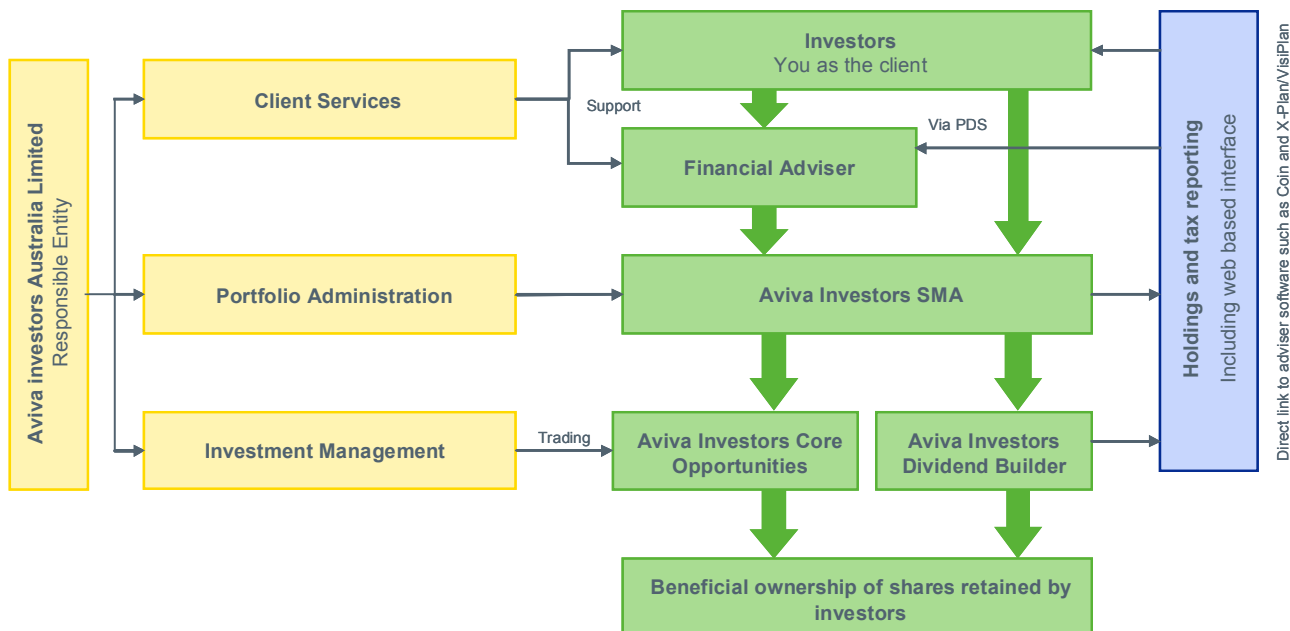 Aviva investors Australia Limited
Responsible Entity
Client Services
Portfolio Administration
Investment Management
Support
Trading
Investors
You as the client
Via PDS
Financial Adviser
Aviva Investors SMA
Aviva Investors Core
Opportunities
Aviva Investors
Dividend Builder
Beneficial ownership of shares retained by
investors
Holdings and tax reporting
Including web based interface
Direct link to adviser software such as Coin and X-Plan/VisiPlan